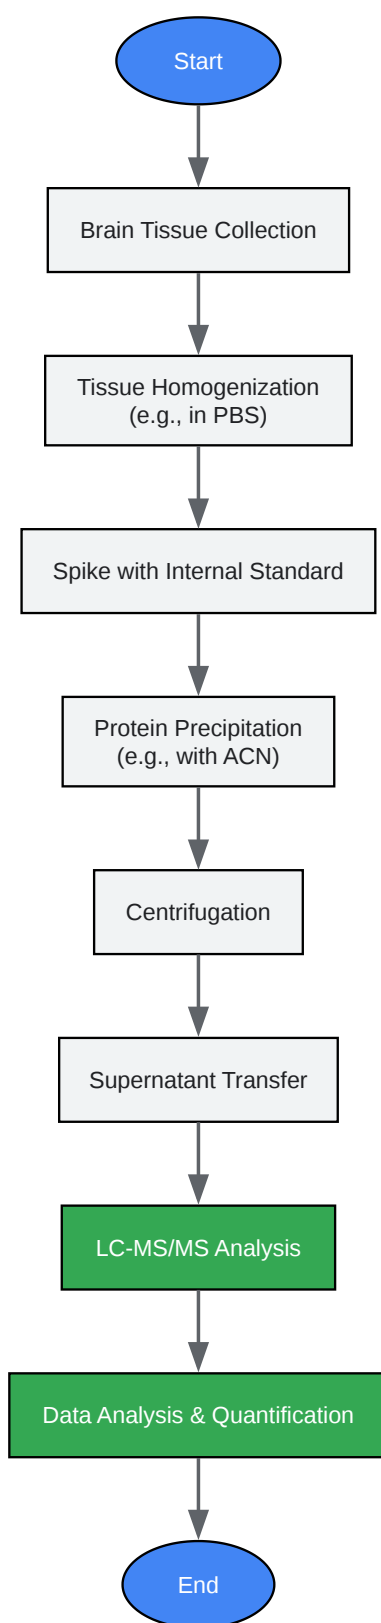 Start
Brain Tissue Collection
Tissue Homogenization
(e.g., in PBS)
Spike with Internal Standard
Protein Precipitation
(e.g., with ACN)
Centrifugation
Supernatant Transfer
LC-MS/MS Analysis
Data Analysis & Quantification
End